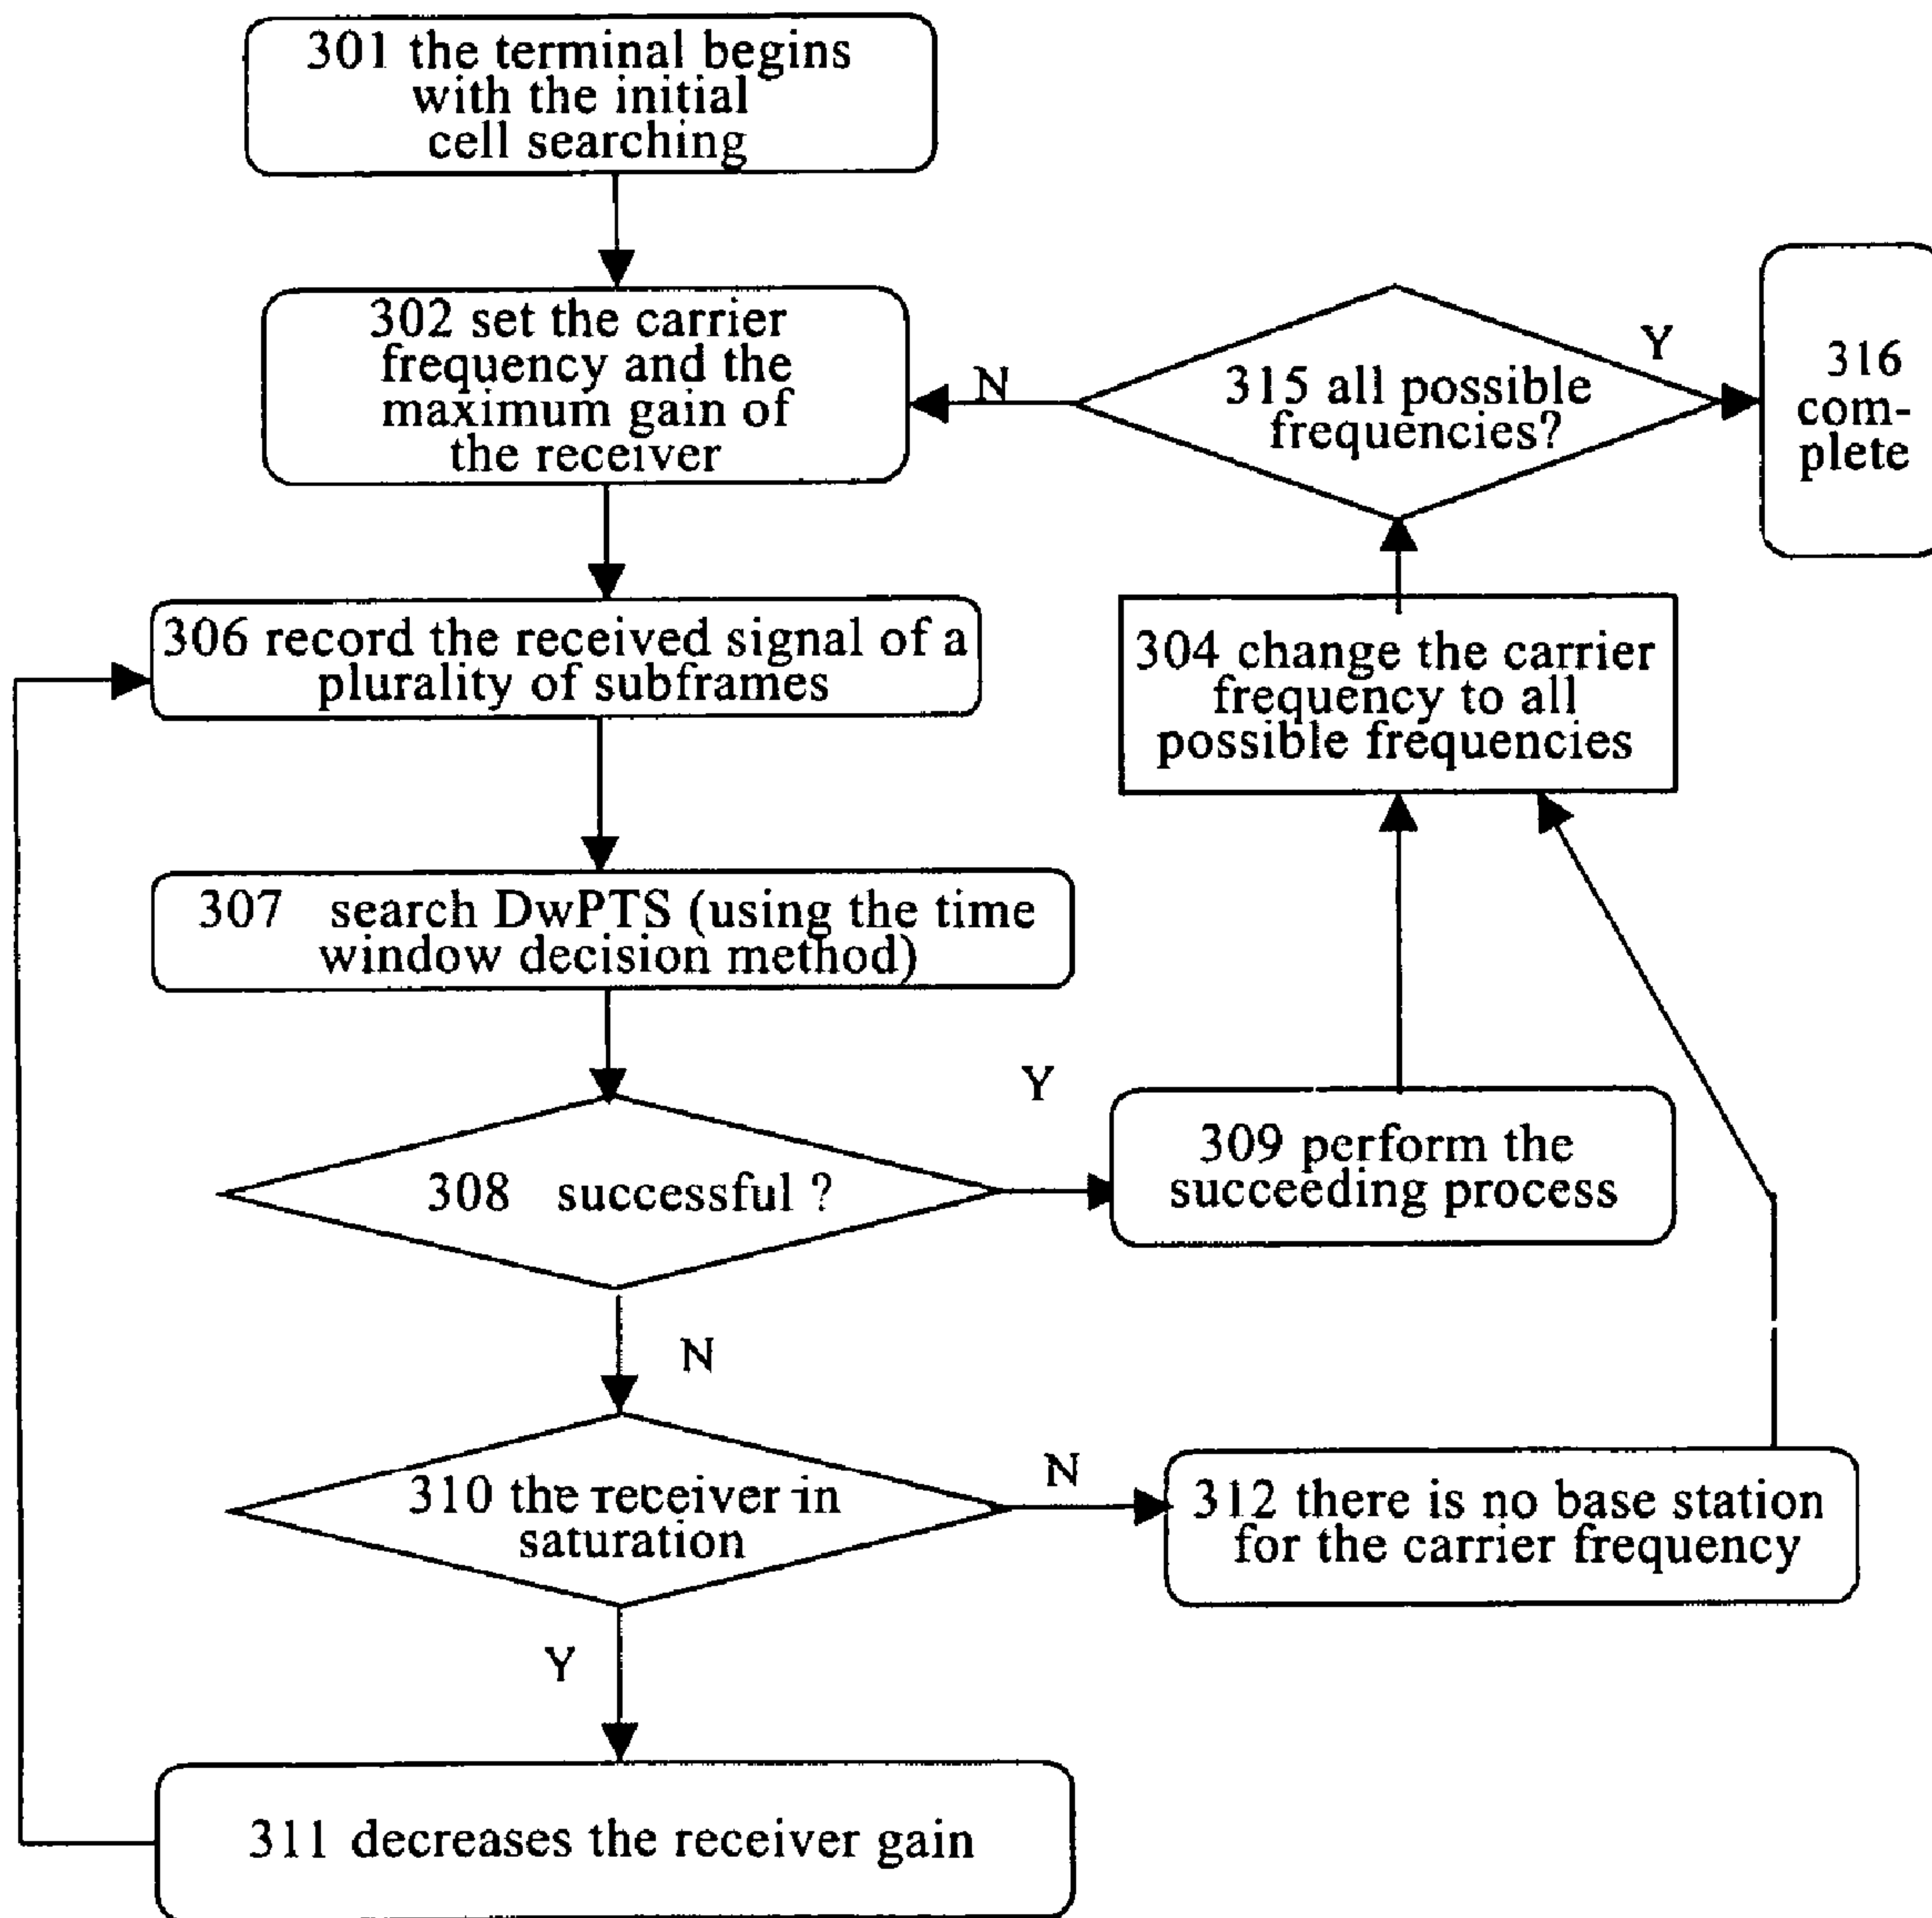 301 the terminal begins
with the initial
cell searching
302 set the carrier
frequency and the
maximum gain of
the receiver
N
315 all possible
frequencies?
Y
316
com-
plete
306 record the received signal of a
plurality of subframes
304 change the carrier
frequency to all
possible frequencies
307 search DwPTS (using the time
window decision method)
308 successful ?
Y
309 perform the
succeeding process
N
310 the receiver in
saturation
N
312 there is no base station
for the carrier frequency
Y
311 decreases the receiver gain